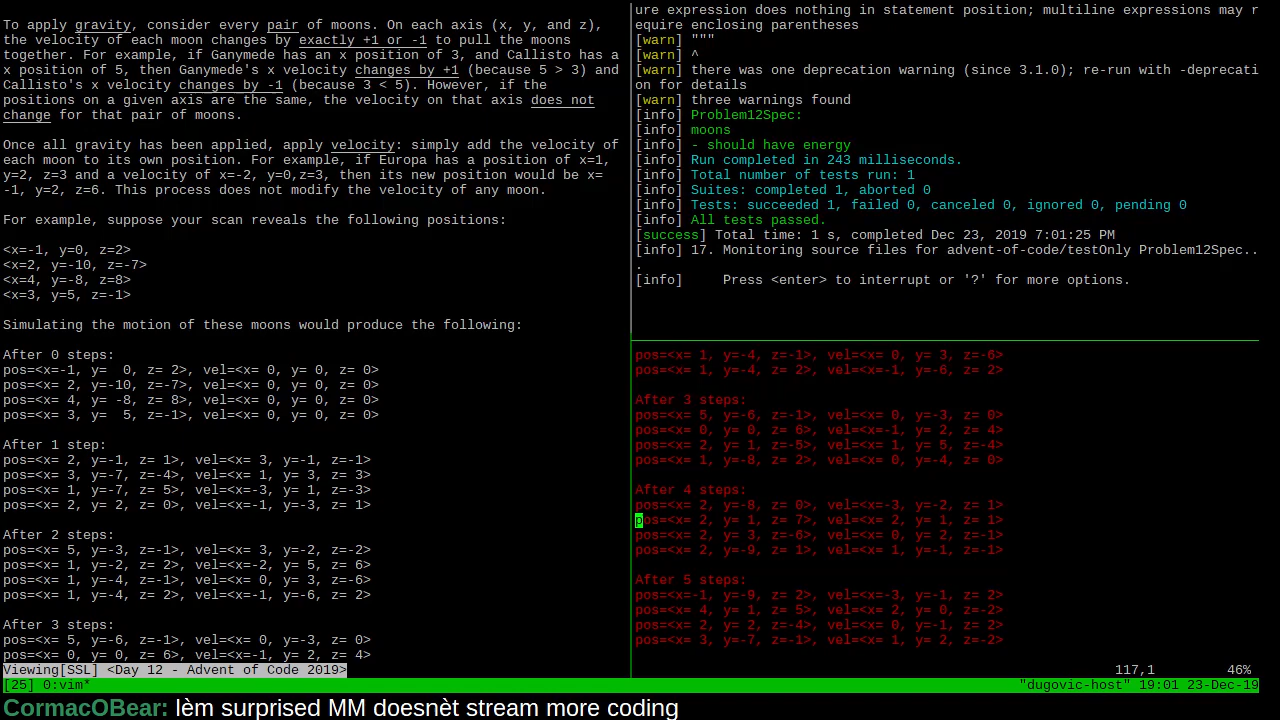 To apply gravity, consider every pair of moons. On each axis (x, y, and z),
the velocity of each moon changes by exactly +1 or -1 to pull the moons
together. For example, if Ganymede has an x position of 3, and Callisto has a
x position of 5, then Ganymede's x velocity changes by +1 (because 5 > 3) and
Callisto's x velocity changes by -1 (because 3 < 5). However, if the
positions on a given axis are the same, the velocity on that axis does not
change for that pair of moons.
Once all gravity has been applied, apply velocity: simply add the velocity of
each moon to its own position. For example, if Europa has a position of x=1,
y=2, z=3 and a velocity of x=-2, y=0,z=3, then its new position would be x=
-1, y=2, z=6. This process does not modify the velocity of any moon.
For example, suppose your scan reveals the following positions:
<x=-1, y=0, z=2>
<x=2, y=-10, z=-7>
<x=4, y=-8, z=8>
<x=3, y=5, z=-1>
Simulating the motion of these moons would produce the following:
After 0 steps:
pos=<x=-1, y=  0, z= 2>, vel=<x= 0, y= 0, z= 0>
pos=<x= 2, y=-10, z=-7>, vel=<x= 0, y= 0, z= 0>
pos=<x= 4, y= -8, z= 8>, vel=<x= 0, y= 0, z= 0>
pos=<x= 3, y=  5, z=-1>, vel=<x= 0, y= 0, z= 0>
After 1 step:
pos=<x= 2, y=-1, z= 1>, vel=<x= 3, y=-1, z=-1>
pos=<x= 3, y=-7, z=-4>, vel=<x= 1, y= 3, z= 3>
pos=<x= 1, y=-7, z= 5>, vel=<x=-3, y= 1, z=-3>
pos=<x= 2, y= 2, z= 0>, vel=<x=-1, y=-3, z= 1>
After 2 steps:
pos=<x= 5, y=-3, z=-1>, vel=<x= 3, y=-2, z=-2>
pos=<x= 1, y=-2, z= 2>, vel=<x=-2, y= 5, z= 6>
pos=<x= 1, y=-4, z=-1>, vel=<x= 0, y= 3, z=-6>
pos=<x= 1, y=-4, z= 2>, vel=<x=-1, y=-6, z= 2>
After 3 steps:
pos=<x= 5, y=-6, z=-1>, vel=<x= 0, y=-3, z= 0>
pos=<x= 0, y= 0, z= 6>, vel=<x=-1, y= 2, z= 4>
Viewing[SSL] <Day 12 - Advent of Code 2019>
ure expression does nothing in statement position; multiline expressions may r
equire enclosing parentheses
[warn] """
[warn] ^
[warn] there was one deprecation warning (since 3.1.0); re-run with -deprecati
on for details
[warn] three warnings found
[info] Problem12Spec:
[info] moons
[info] - should have energy
[info] Run completed in 243 milliseconds.
[info] Total number of tests run: 1
[info] Suites: completed 1, aborted 0
[info] Tests: succeeded 1, failed 0, canceled 0, ignored 0, pending 0
[info] All tests passed.
[success] Total time: 1 s, completed Dec 23, 2019 7:01:25 PM
[info] 17. Monitoring source files for advent-of-code/testOnly Problem12Spec..
.
[info]     Press <enter> to interrupt or '?' for more options.
pos=<x= 1, y=-4, z=-1>, vel=<x= 0, y= 3, z=-6>
pos=<x= 1, y=-4, z= 2>, vel=<x=-1, y=-6, z= 2>
After 3 steps:
pos=<x= 5, y=-6, z=-1>, vel=<x= 0, y=-3, z= 0>
pos=<x= 0, y= 0, z= 6>, vel=<x=-1, y= 2, z= 4>
pos=<x= 2, y= 1, z=-5>, vel=<x= 1, y= 5, z=-4>
pos=<x= 1, y=-8, z= 2>, vel=<x= 0, y=-4, z= 0>
After 4 steps:
pos=<x= 2, y=-8, z= 0>, vel=<x=-3, y=-2, z= 1>
pos=<x= 2, y= 1, z= 7>, vel=<x= 2, y= 1, z= 1>
pos=<x= 2, y= 3, z=-6>, vel=<x= 0, y= 2, z=-1>
pos=<x= 2, y=-9, z= 1>, vel=<x= 1, y=-1, z=-1>
After 5 steps:
pos=<x=-1, y=-9, z= 2>, vel=<x=-3, y=-1, z= 2>
pos=<x= 4, y= 1, z= 5>, vel=<x= 2, y= 0, z=-2>
pos=<x= 2, y= 2, z=-4>, vel=<x= 0, y=-1, z= 2>
pos=<x= 3, y=-7, z=-1>, vel=<x= 1, y= 2, z=-2>
117,1 46%
[25] 0:vim* "dugovic-host" 19:01 23-Dec-19
CormacOBear: Ièm surprised MM doesnèt stream more coding